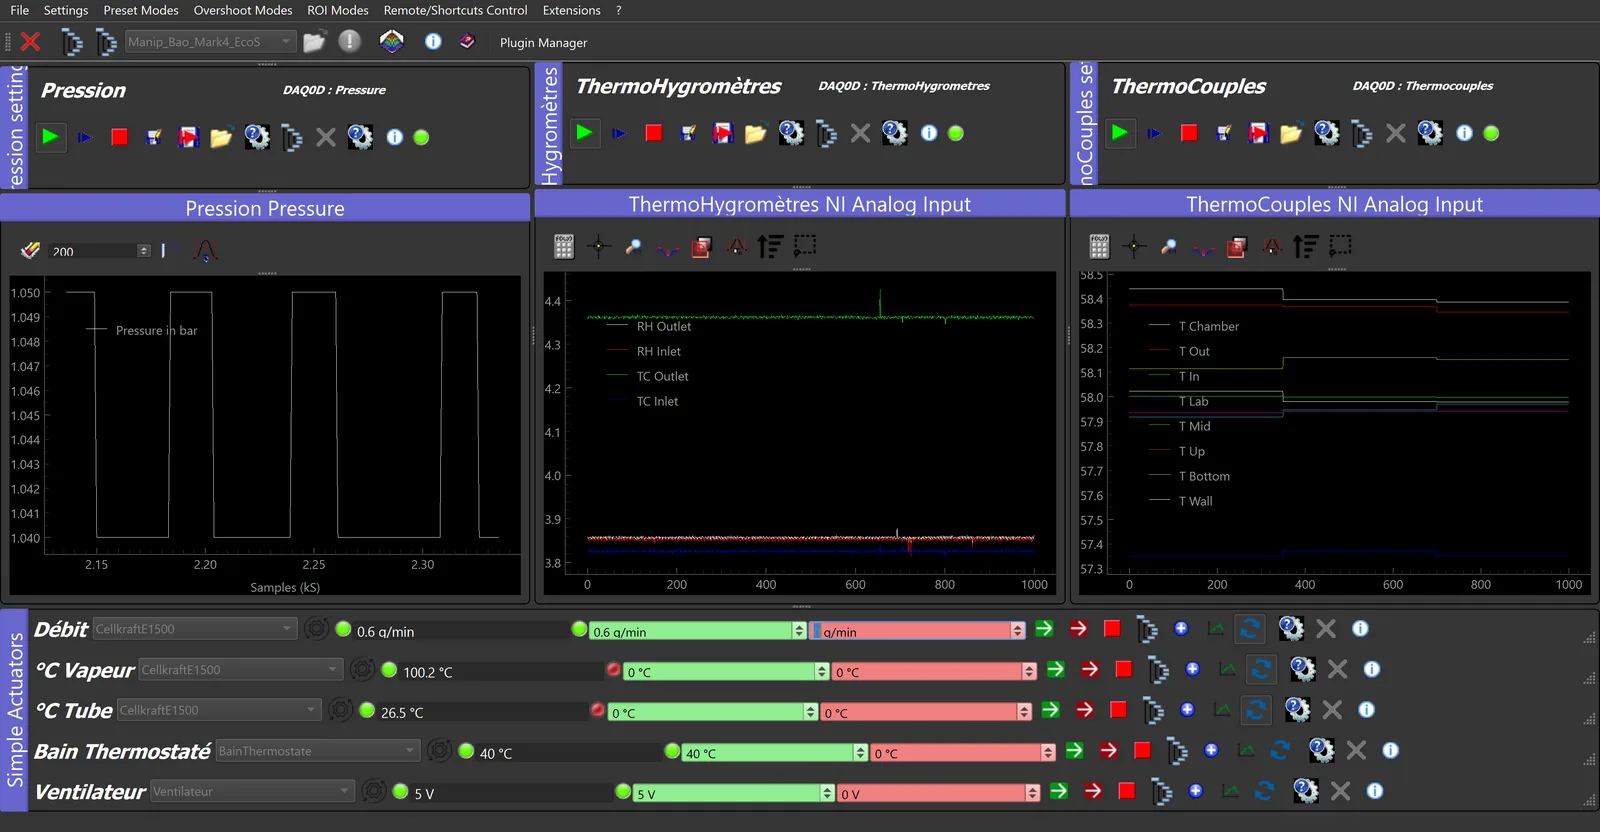 File Settings Preset Modes Overshoot Modes ROI Modes Remote/Shortcuts Control Extensions ?
Manip_Bao_Mark4_EcoS Plugin Manager
ession setting
Pression DAQ0D : Pressure
Hygromètres
ThermoHygromètres DAQ0D : ThermoHygrometres
noCouples se
ThermoCouples DAQ0D : Thermocouples
Pression Pressure
200
1.050
1.049
1.048
1.047
1.046
1.045
1.044
1.043
1.042
1.041
1.040
Pressure in bar
2.15 2.20 2.25 2.30
Samples (kS)
ThermoHygromètres NI Analog Input
4.4
4.3
4.2
4.1
4.0
3.9
3.8
RH Outlet
RH Inlet
TC Outlet
TC Inlet
0 200 400 600 800 1000
ThermoCouples NI Analog Input
58.5
58.4
58.3
58.2
58.1
58.0
57.9
57.8
57.7
57.6
57.5
57.4
57.3
T Chamber
T Out
T In
T Lab
T Mid
T Up
T Bottom
T Wall
0 200 400 600 800 1000
Simple Actuators
Débit CellkraftE1500 0.6 g/min 0.6 g/min g/min
°C Vapeur CellkraftE1500 100.2 °C 0 °C 0 °C
°C Tube CellkraftE1500 26.5 °C 0 °C 0 °C
Bain Thermostaté BainThermostate 40 °C 40 °C 0 °C
Ventilateur Ventilateur 5 V 5 V 0 V